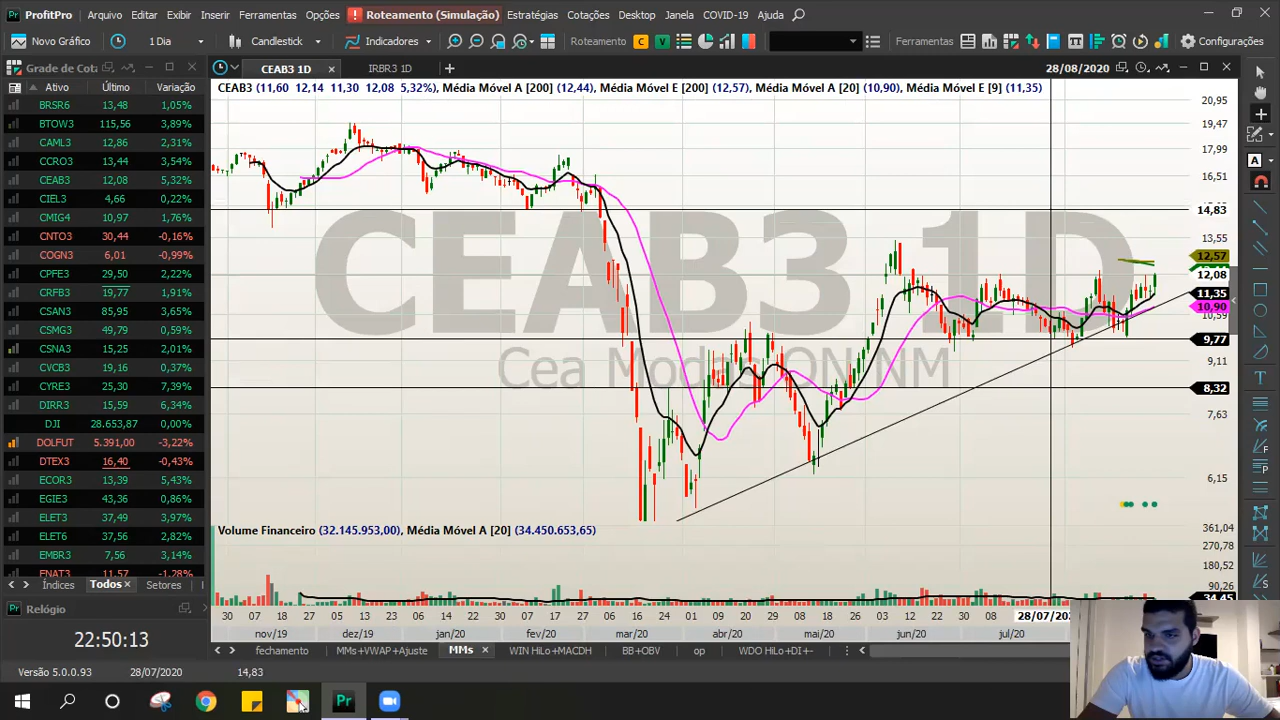 ProfitPro Arquivo Editar Exibir Inserir Ferramentas Opções ! Roteamento (Simulação) Estratégias Cotações Desktop Janela COVID-19 Ajuda
Novo Gráfico 1 Dia Candlestick Indicadores Roteamento C V Ferramentas Configurações
Grade de Cota CEAB3 1D × IRBR3 1D + 28/08/2020
Ativo Último Variação
CEAB3 (11,60 12,14 11,30 12,08 5,32%), Média Móvel A [200] (12,44), Média Móvel E [200] (12,57), Média Móvel A [20] (10,90), Média Móvel E [9] (11,35)
BRSR6 13,48 1,05%
BTOW3 115,56 3,89%
CAML3 12,86 2,31%
CCRO3 13,44 3,54%
CEAB3 12,08 5,32%
CIEL3 4,66 0,22%
CMIG4 10,97 1,76%
CNTO3 30,44 -0,16%
COGN3 6,01 -0,99%
CPFE3 29,50 2,22%
CRFB3 19,77 1,91%
CSAN3 85,95 3,65%
CSMG3 49,79 0,59%
CSNA3 15,25 2,01%
CVCB3 19,16 0,37%
CYRE3 25,30 7,39%
DIRR3 15,59 6,34%
DJI 28.653,87 0,00%
DOLFUT 5.391,00 -3,22%
DTEX3 16,40 -0,43%
ECOR3 13,39 5,43%
EGIE3 43,36 0,86%
ELET3 37,49 3,97%
ELET6 37,56 2,82%
EMBR3 7,56 3,14%
ENAT3 11,57 -1,28%
Índices Todos × Setores
Relógio
22:50:13
CEAB3 1D
Cea Modas ON NM
20,95
19,47
17,99
16,51
14,83
13,55
12,57
12,08
11,35
10,90
10,59
9,77
9,11
8,32
7,63
6,15
Volume Financeiro (32.145.953,00), Média Móvel A [20] (34.450.653,65)
361,04
270,78
180,52
90,26
34,45
30 07 18 27 05 13 23 06 14 22 30 07 17 27 06 16 24 01 09 20 29 08 18 26 03 12 22 30 08 28/07/20
nov/19 dez/19 jan/20 fev/20 mar/20 abr/20 mai/20 jun/20 jul/20
fechamento MMs+VWAP+Ajuste MMs × WIN HiLo+MACDH BB+OBV op WDO HiLo+DI+-
Versão 5.0.0.93 28/07/2020 14,83
Pr